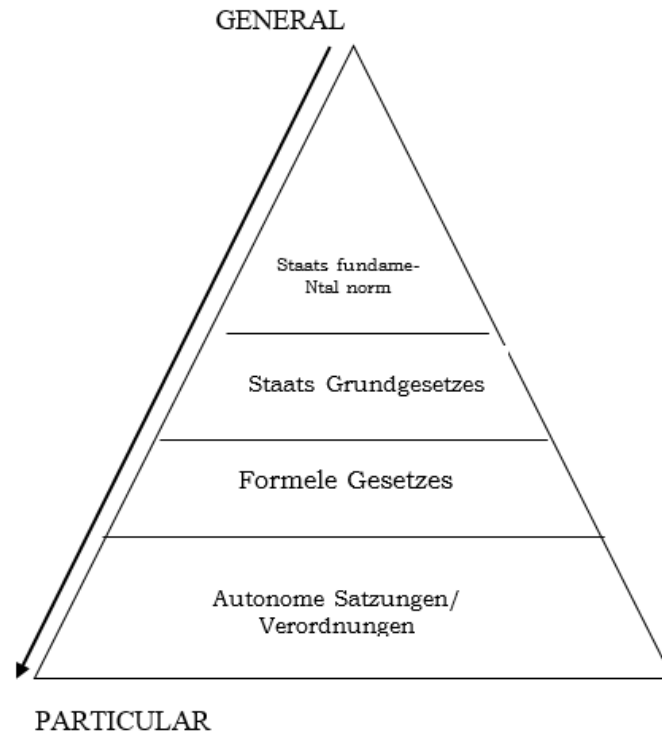 GENERAL
Staats fundame-
Ntal norm
Staats Grundgesetzes
Formele Gesetzes
Autonome Satzungen/
Verordnungen
PARTICULAR